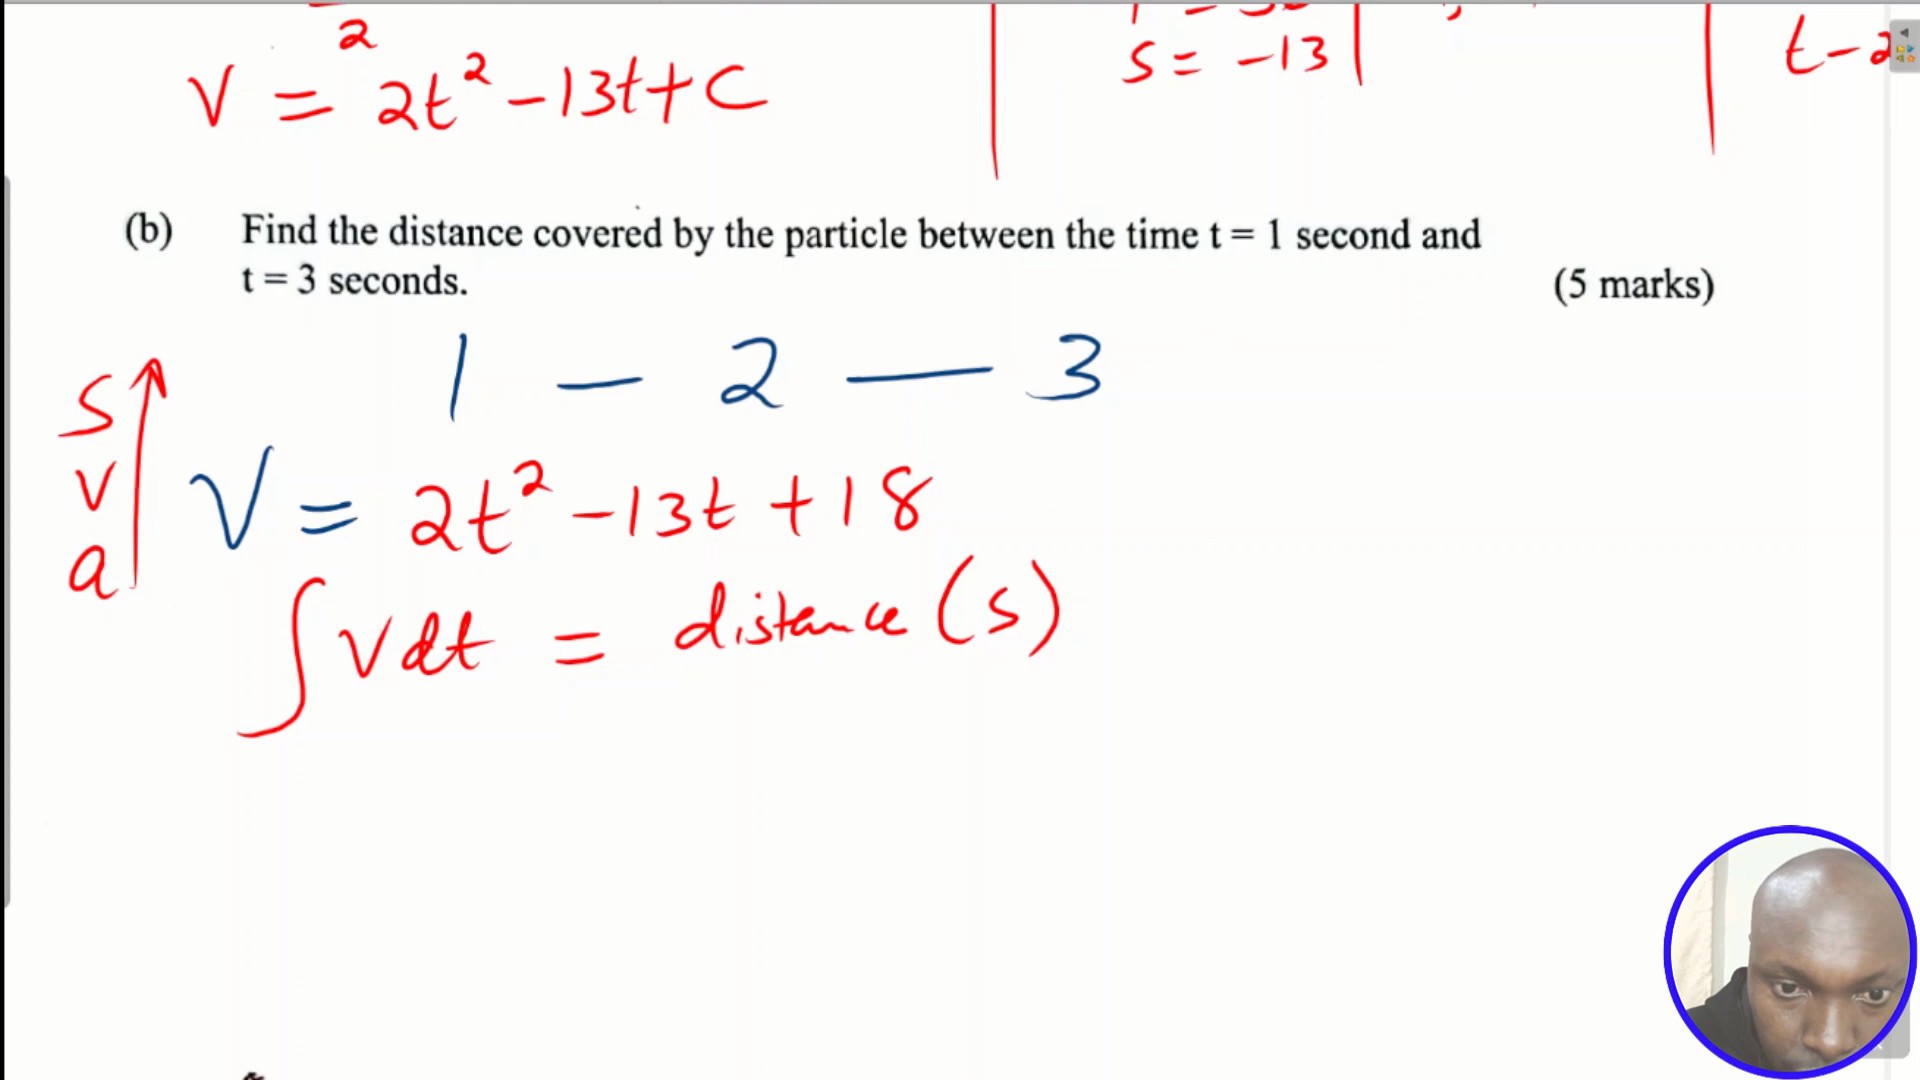 2
s = -13
t-2
V = 2t² -13t+C
(b) Find the distance covered by the particle between the time t = 1 second and
t = 3 seconds.
(5 marks)
1 — 2 — 3
s
v
a
V = 2t² -13t +18
∫vdt = distance (s)